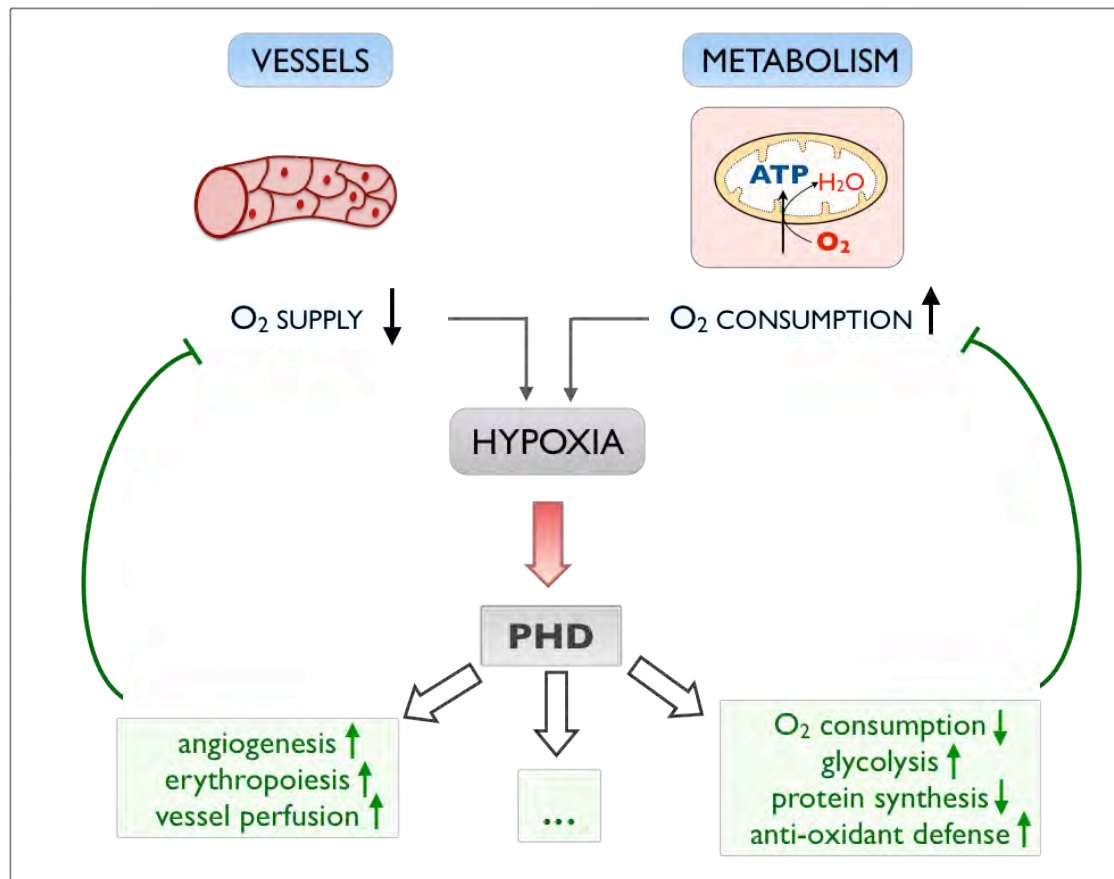 VESSELS
METABOLISM
ATP
H₂O
O₂
O₂ SUPPLY
O₂ CONSUMPTION
HYPOXIA
PHD
angiogenesis
erythropoiesis
vessel perfusion
...
O₂ consumption
glycolysis
protein synthesis
anti-oxidant defense